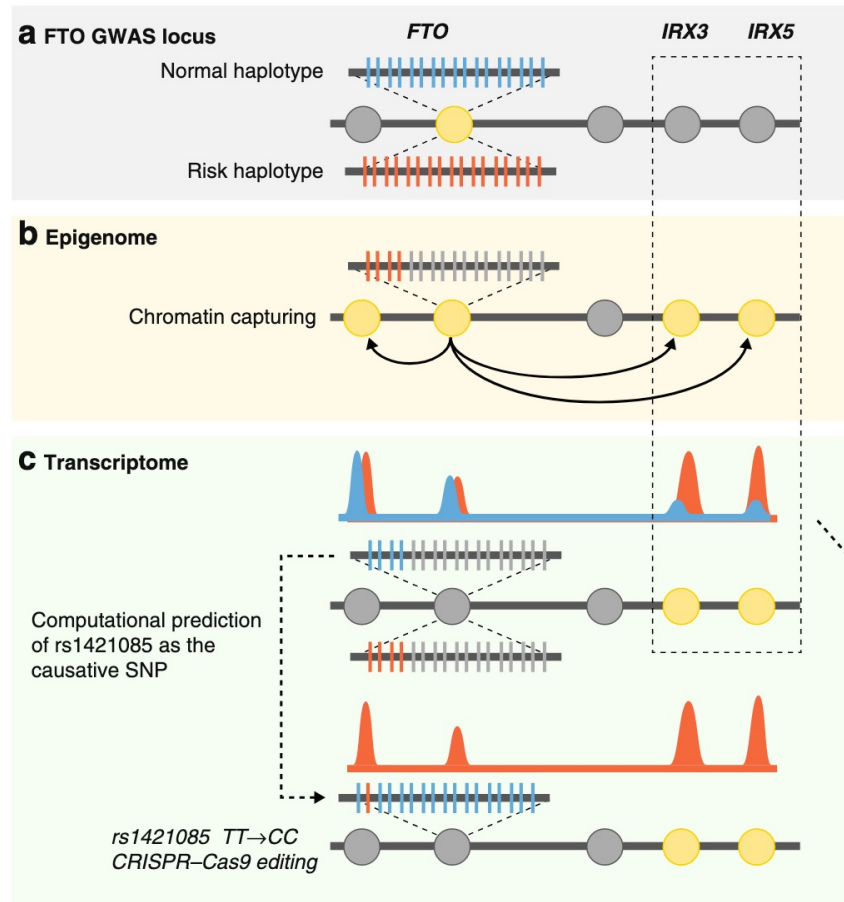 a FTO GWAS locus
FTO
IRX3
IRX5
Normal haplotype
Risk haplotype
b Epigenome
Chromatin capturing
c Transcriptome
Computational prediction
of rs1421085 as the
causative SNP
rs1421085 TT→CC
CRISPR–Cas9 editing